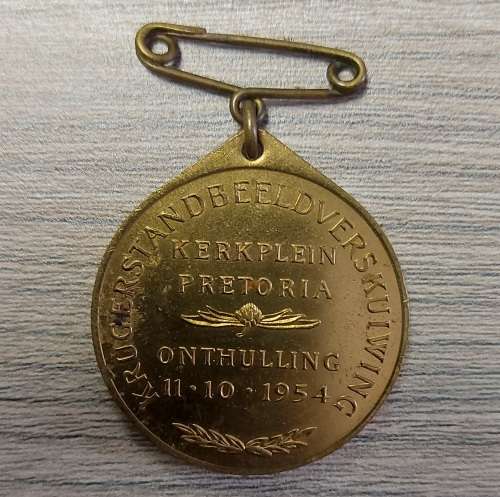 KRUGERSTANDBEELDVERSKUIWING
KERKPLEIN
PRETORIA
ONTHULLING
11·10·1954